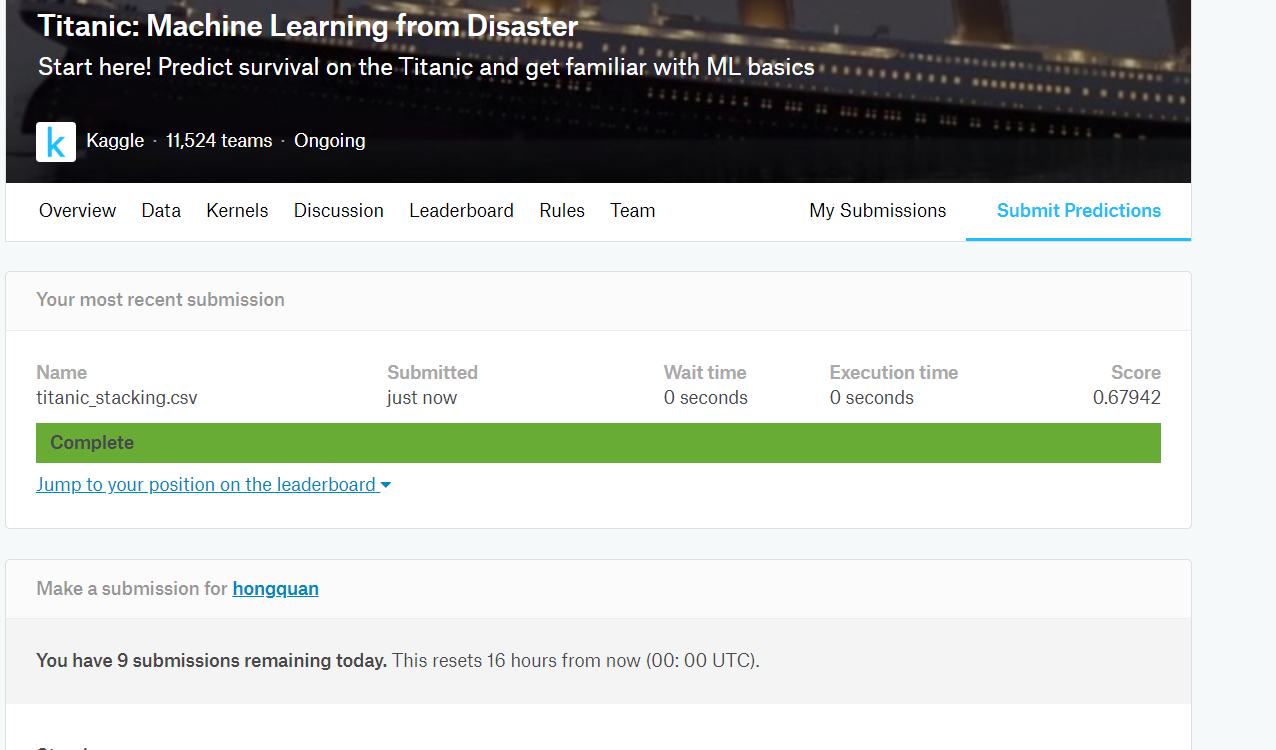 Titanic: Machine Learning from Disaster
Start here! Predict survival on the Titanic and get familiar with ML basics
k
Kaggle · 11,524 teams · Ongoing
Overview Data Kernels Discussion Leaderboard Rules Team My Submissions Submit Predictions
Your most recent submission
Name Submitted Wait time Execution time Score
titanic_stacking.csv just now 0 seconds 0 seconds 0.67942
Complete
Jump to your position on the leaderboard
Make a submission for hongquan
You have 9 submissions remaining today. This resets 16 hours from now (00: 00 UTC).